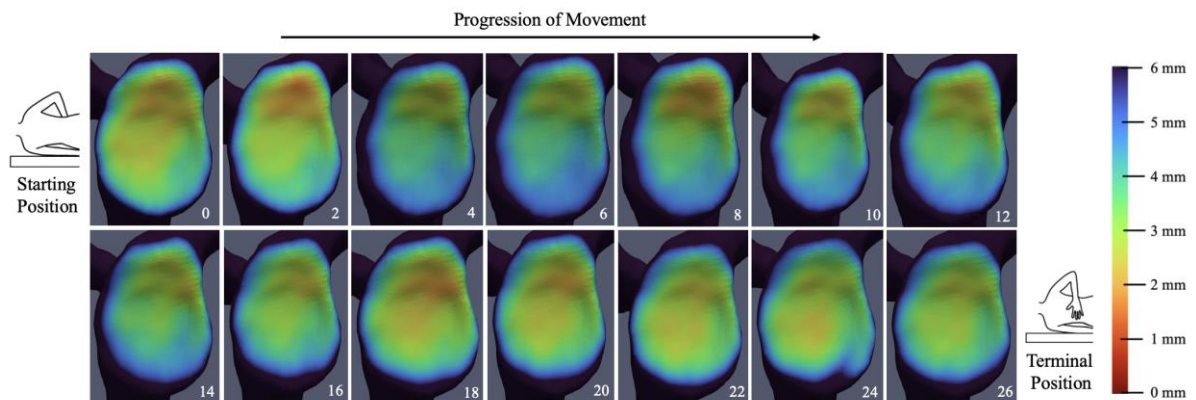 Progression of Movement
Starting
Position
0
2
4
6
8
10
12
14
16
18
20
22
24
26
Terminal
Position
6 mm
5 mm
4 mm
3 mm
2 mm
1 mm
0 mm